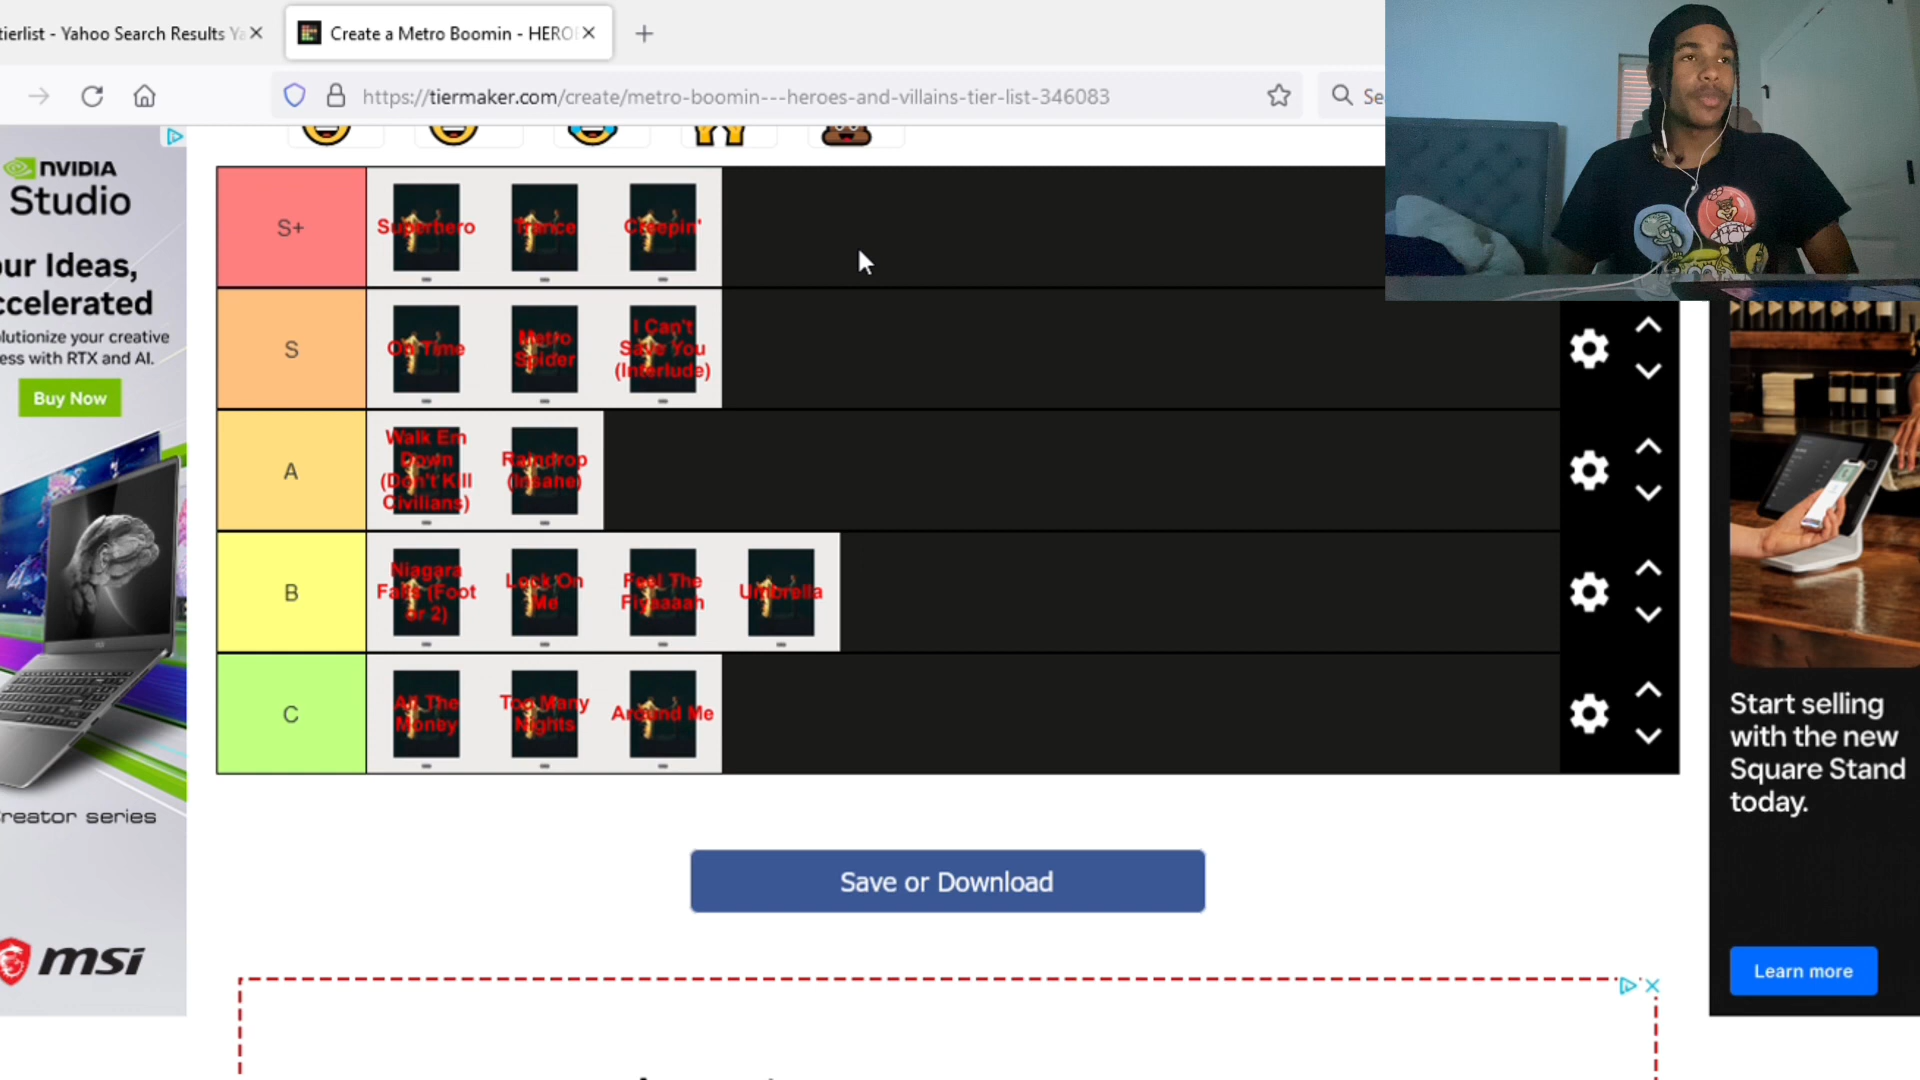 tierlist - Yahoo Search Results Ya
Create a Metro Boomin - HERO
https://tiermaker.com/create/metro-boomin---heroes-and-villains-tier-list-346083
Se
NVIDIA
Studio
our Ideas,
ccelerated
olutionize your creative
ess with RTX and AI.
Buy Now
reator series
msi
S+
Superhero
Trance
Creepin'
S
On Time
Metro
Spider
I Can't
Save You
(Interlude)
A
Walk Em
Down
(Don't Kill
Civilians)
Raindrop
(Insane)
B
Niagara
Falls (Foot
or 2)
Lock On
Me
Feel The
Fiyaaaah
Umbrella
C
All The
Money
Too Many
Nights
Around Me
Save or Download
Start selling
with the new
Square Stand
today.
Learn more